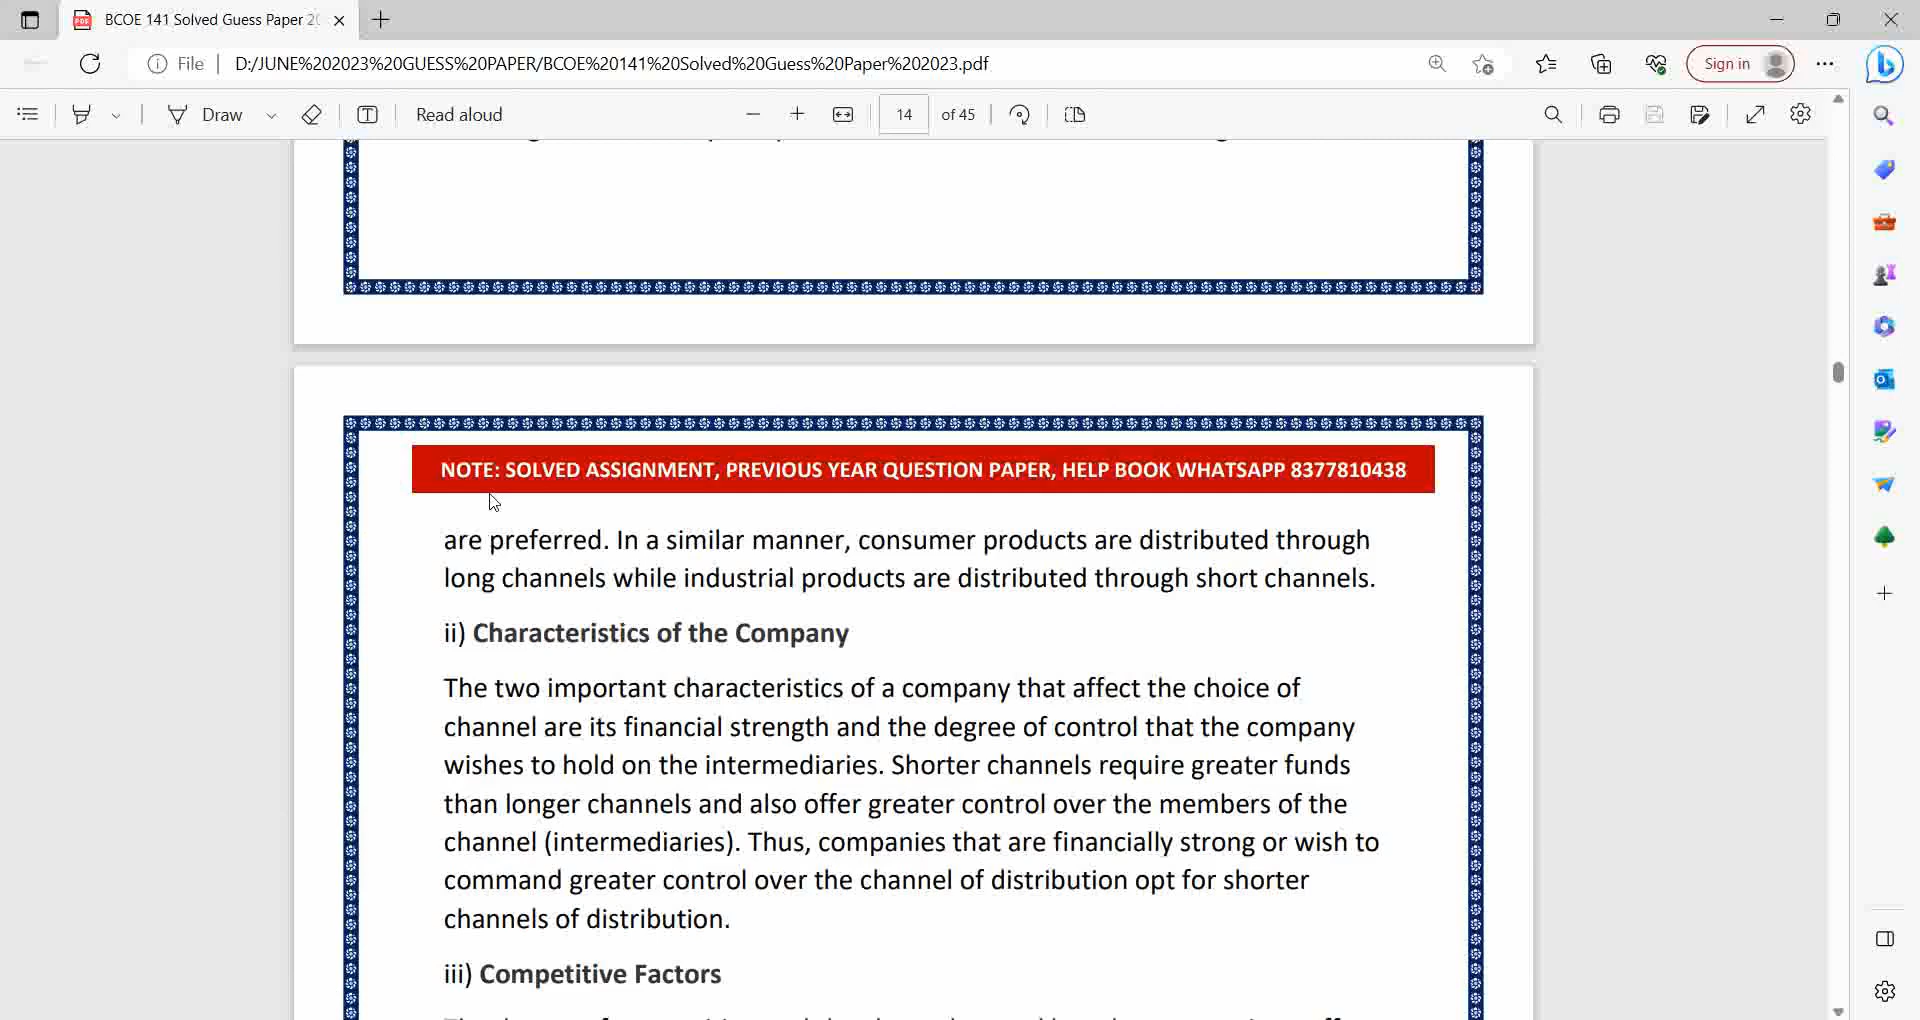 BCOE 141 Solved Guess Paper 20
File
D:/JUNE%202023%20GUESS%20PAPER/BCOE%20141%20Solved%20Guess%20Paper%202023.pdf
Sign in
Draw
Read aloud
14 of 45
NOTE: SOLVED ASSIGNMENT, PREVIOUS YEAR QUESTION PAPER, HELP BOOK WHATSAPP 8377810438
are preferred. In a similar manner, consumer products are distributed through
long channels while industrial products are distributed through short channels.
ii) Characteristics of the Company
The two important characteristics of a company that affect the choice of
channel are its financial strength and the degree of control that the company
wishes to hold on the intermediaries. Shorter channels require greater funds
than longer channels and also offer greater control over the members of the
channel (intermediaries). Thus, companies that are financially strong or wish to
command greater control over the channel of distribution opt for shorter
channels of distribution.
iii) Competitive Factors